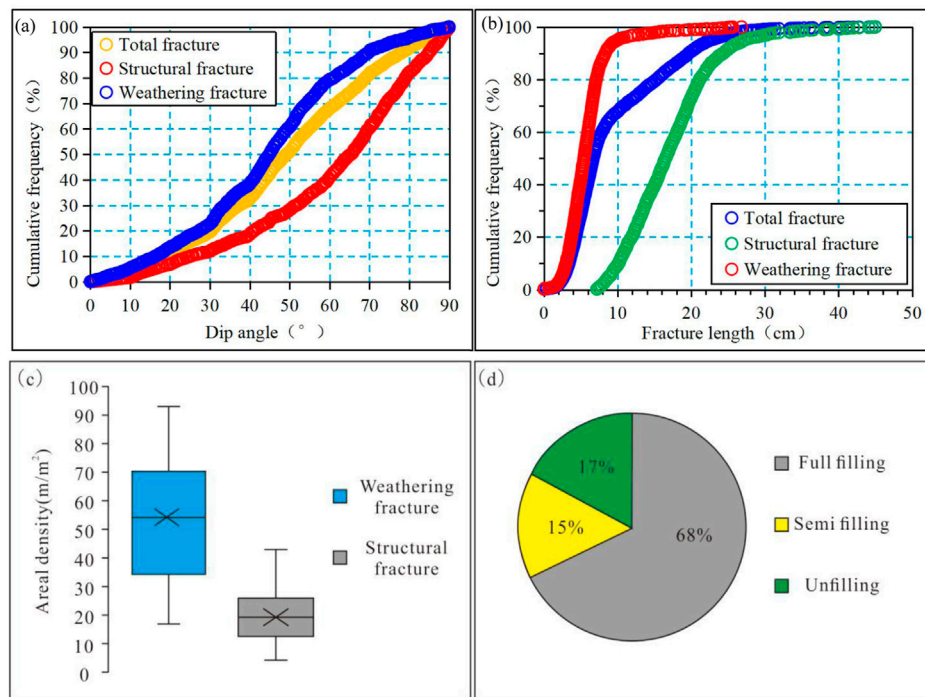 (a)
Cumulative frequency (%)
100
90
80
70
60
50
40
30
20
10
0
Total fracture
Structural fracture
Weathering fracture
0 10 20 30 40 50 60 70 80 90
Dip angle（°）
(b)
Cumulative frequency (%)
100
80
60
40
20
0
Total fracture
Structural fracture
Weathering fracture
0 10 20 30 40 50
Fracture length（cm）
（c）
Areal density(m/m²)
100
90
80
70
60
50
40
30
20
10
0
Weathering
fracture
Structural
fracture
（d）
17%
15%
68%
Full filling
Semi filling
Unfilling